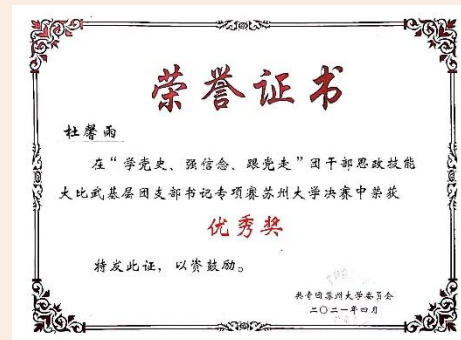 荣誉证书
杜馨雨
在“学党史、强信念、跟党走”团干部思政技能
大比武基层团支部书记专项赛苏州大学决赛中荣获
优秀奖
特发此证，以资鼓励。
共青团苏州大学委员会
二〇二一年四月